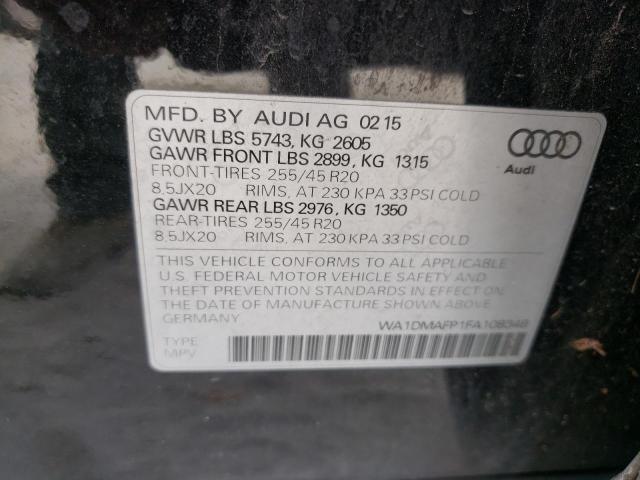 MFD. BY AUDI AG 02 15
GVWR LBS 5743, KG 2605
GAWR FRONT LBS 2899, KG 1315
FRONT-TIRES 255/45 R20
8.5JX20 RIMS, AT 230 KPA 33 PSI COLD
GAWR REAR LBS 2976, KG 1350
REAR-TIRES 255/45 R20
8.5JX20 RIMS, AT 230 KPA 33 PSI COLD
Audi
THIS VEHICLE CONFORMS TO ALL APPLICABLE
U.S. FEDERAL MOTOR VEHICLE SAFETY AND
THEFT PREVENTION STANDARDS IN EFFECT ON
THE DATE OF MANUFACTURE SHOWN ABOVE.
GERMANY
WA1DMAFP1FA108348
TYPE
MPV